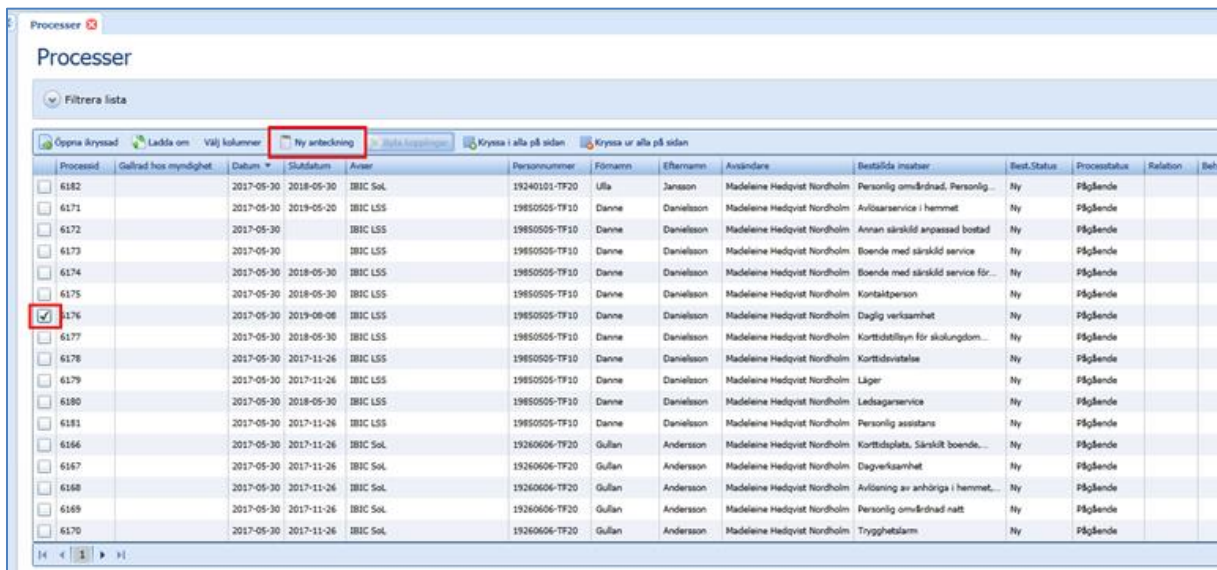 Processer
Processer
Filtrera lista
Öppna ikryssad Ladda om Välj kolumner Ny anteckning Byta kopplingar Kryssa i alla på sidan Kryssa ur alla på sidan
Processid Gallrad hos myndighet Datum Slutdatum Avser Personnummer Förnamn Efternamn Avsändare Beställda insatser Best.Status Processtatus Relation Beh
6182 2017-05-30 2018-05-30 IBIC SoL 19240101-TF20 Ulla Jansson Madeleine Hedqvist Nordholm Personlig omvårdnad, Personlig... Ny Pågående
6171 2017-05-30 2019-05-20 IBIC LSS 19850505-TF10 Danne Danielsson Madeleine Hedqvist Nordholm Avlösarservice i hemmet Ny Pågående
6172 2017-05-30 IBIC LSS 19850505-TF10 Danne Danielsson Madeleine Hedqvist Nordholm Annan särskild anpassad bostad Ny Pågående
6173 2017-05-30 IBIC LSS 19850505-TF10 Danne Danielsson Madeleine Hedqvist Nordholm Boende med särskild service Ny Pågående
6174 2017-05-30 2018-05-30 IBIC LSS 19850505-TF10 Danne Danielsson Madeleine Hedqvist Nordholm Boende med särskild service för... Ny Pågående
6175 2017-05-30 2018-05-30 IBIC LSS 19850505-TF10 Danne Danielsson Madeleine Hedqvist Nordholm Kontaktperson Ny Pågående
6176 2017-05-30 2019-08-08 IBIC LSS 19850505-TF10 Danne Danielsson Madeleine Hedqvist Nordholm Daglig verksamhet Ny Pågående
6177 2017-05-30 2018-05-30 IBIC LSS 19850505-TF10 Danne Danielsson Madeleine Hedqvist Nordholm Korttidstillsyn för skolungdom... Ny Pågående
6178 2017-05-30 2017-11-26 IBIC LSS 19850505-TF10 Danne Danielsson Madeleine Hedqvist Nordholm Korttidsvistelse Ny Pågående
6179 2017-05-30 2017-11-26 IBIC LSS 19850505-TF10 Danne Danielsson Madeleine Hedqvist Nordholm Läger Ny Pågående
6180 2017-05-30 2018-05-30 IBIC LSS 19850505-TF10 Danne Danielsson Madeleine Hedqvist Nordholm Ledsagarservice Ny Pågående
6181 2017-05-30 2017-11-26 IBIC LSS 19850505-TF10 Danne Danielsson Madeleine Hedqvist Nordholm Personlig assistans Ny Pågående
6166 2017-05-30 2017-11-26 IBIC SoL 19260606-TF20 Gullan Andersson Madeleine Hedqvist Nordholm Korttidsplats, Särskilt boende,... Ny Pågående
6167 2017-05-30 2017-11-26 IBIC SoL 19260606-TF20 Gullan Andersson Madeleine Hedqvist Nordholm Dagverksamhet Ny Pågående
6168 2017-05-30 2017-11-26 IBIC SoL 19260606-TF20 Gullan Andersson Madeleine Hedqvist Nordholm Avlösning av anhöriga i hemmet,... Ny Pågående
6169 2017-05-30 2017-11-26 IBIC SoL 19260606-TF20 Gullan Andersson Madeleine Hedqvist Nordholm Personlig omvårdnad natt Ny Pågående
6170 2017-05-30 2017-11-26 IBIC SoL 19260606-TF20 Gullan Andersson Madeleine Hedqvist Nordholm Trygghetslarm Ny Pågående
1